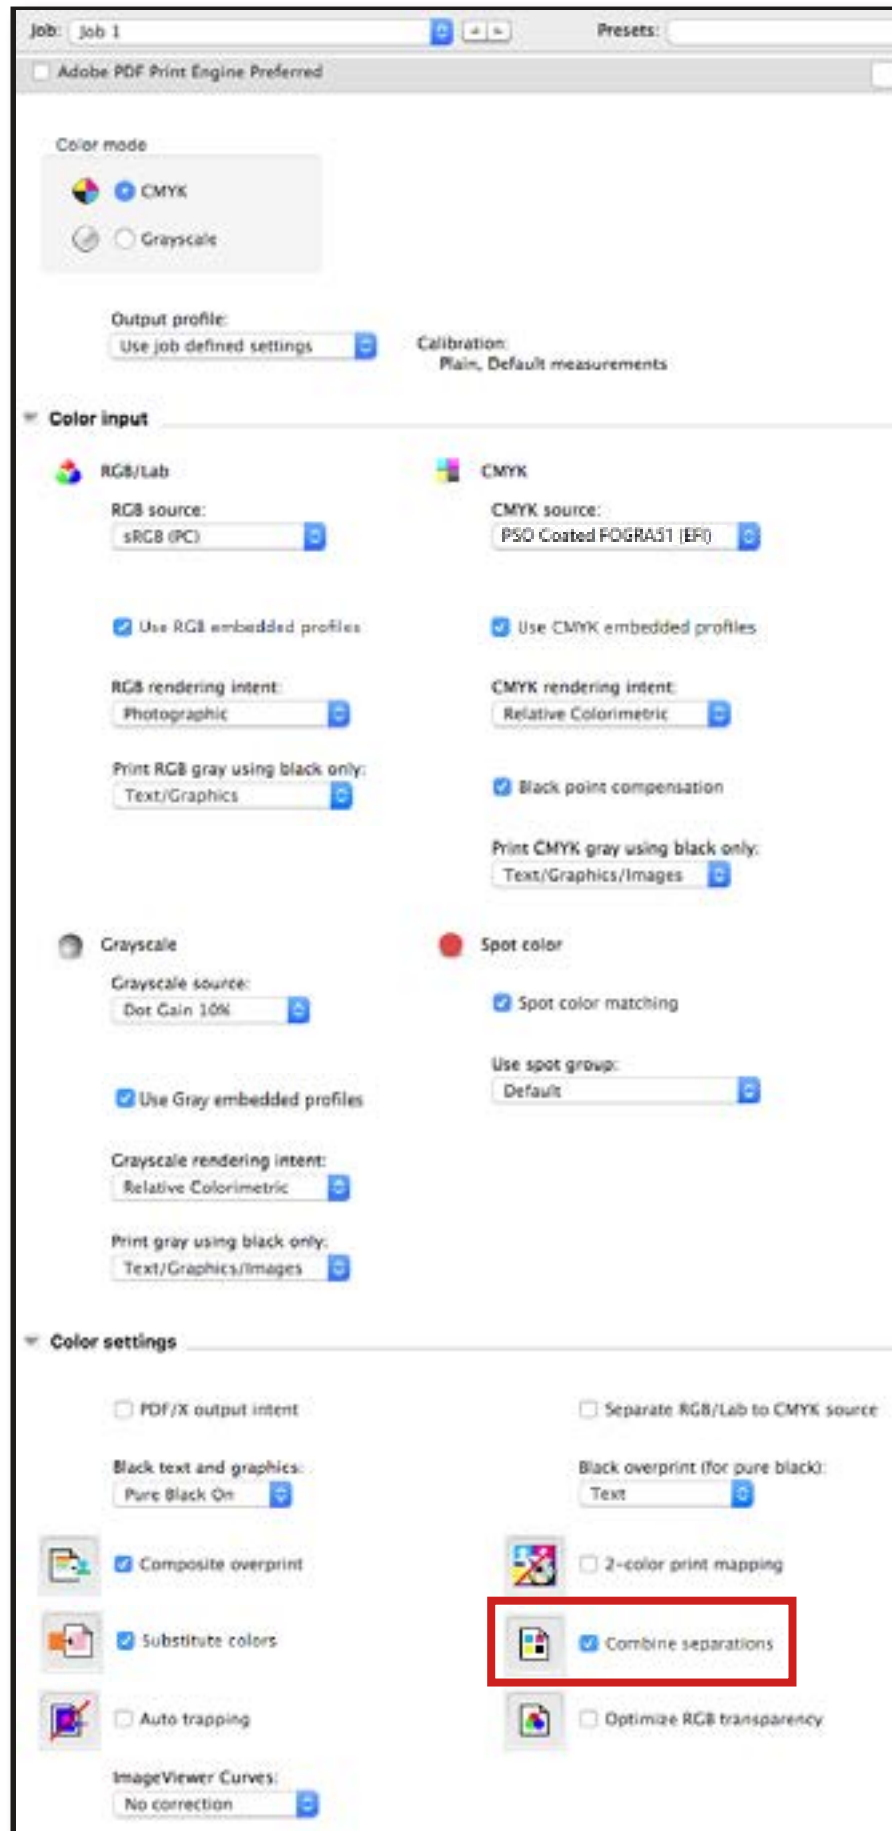 Job: Job 1 Presets:
Adobe PDF Print Engine Preferred
Color mode
CMYK
Grayscale
Output profile:
Use job defined settings
Calibration:
Plain, Default measurements
Color input
RGB/Lab
RGB source:
sRGB (PC)
Use RGB embedded profiles
RGB rendering intent:
Photographic
Print RGB gray using black only:
Text/Graphics
CMYK
CMYK source:
PSO Coated FOGRA51 (EFI)
Use CMYK embedded profiles
CMYK rendering intent:
Relative Colorimetric
Black point compensation
Print CMYK gray using black only:
Text/Graphics/Images
Grayscale
Grayscale source:
Dot Gain 10%
Use Gray embedded profiles
Grayscale rendering intent:
Relative Colorimetric
Print gray using black only:
Text/Graphics/Images
Spot color
Spot color matching
Use spot group:
Default
Color settings
PDF/X output intent
Separate RGB/Lab to CMYK source
Black text and graphics:
Pure Black On
Black overprint (for pure black):
Text
Composite overprint
2-color print mapping
Substitute colors
Combine separations
Auto trapping
Optimize RGB transparency
ImageViewer Curves:
No correction